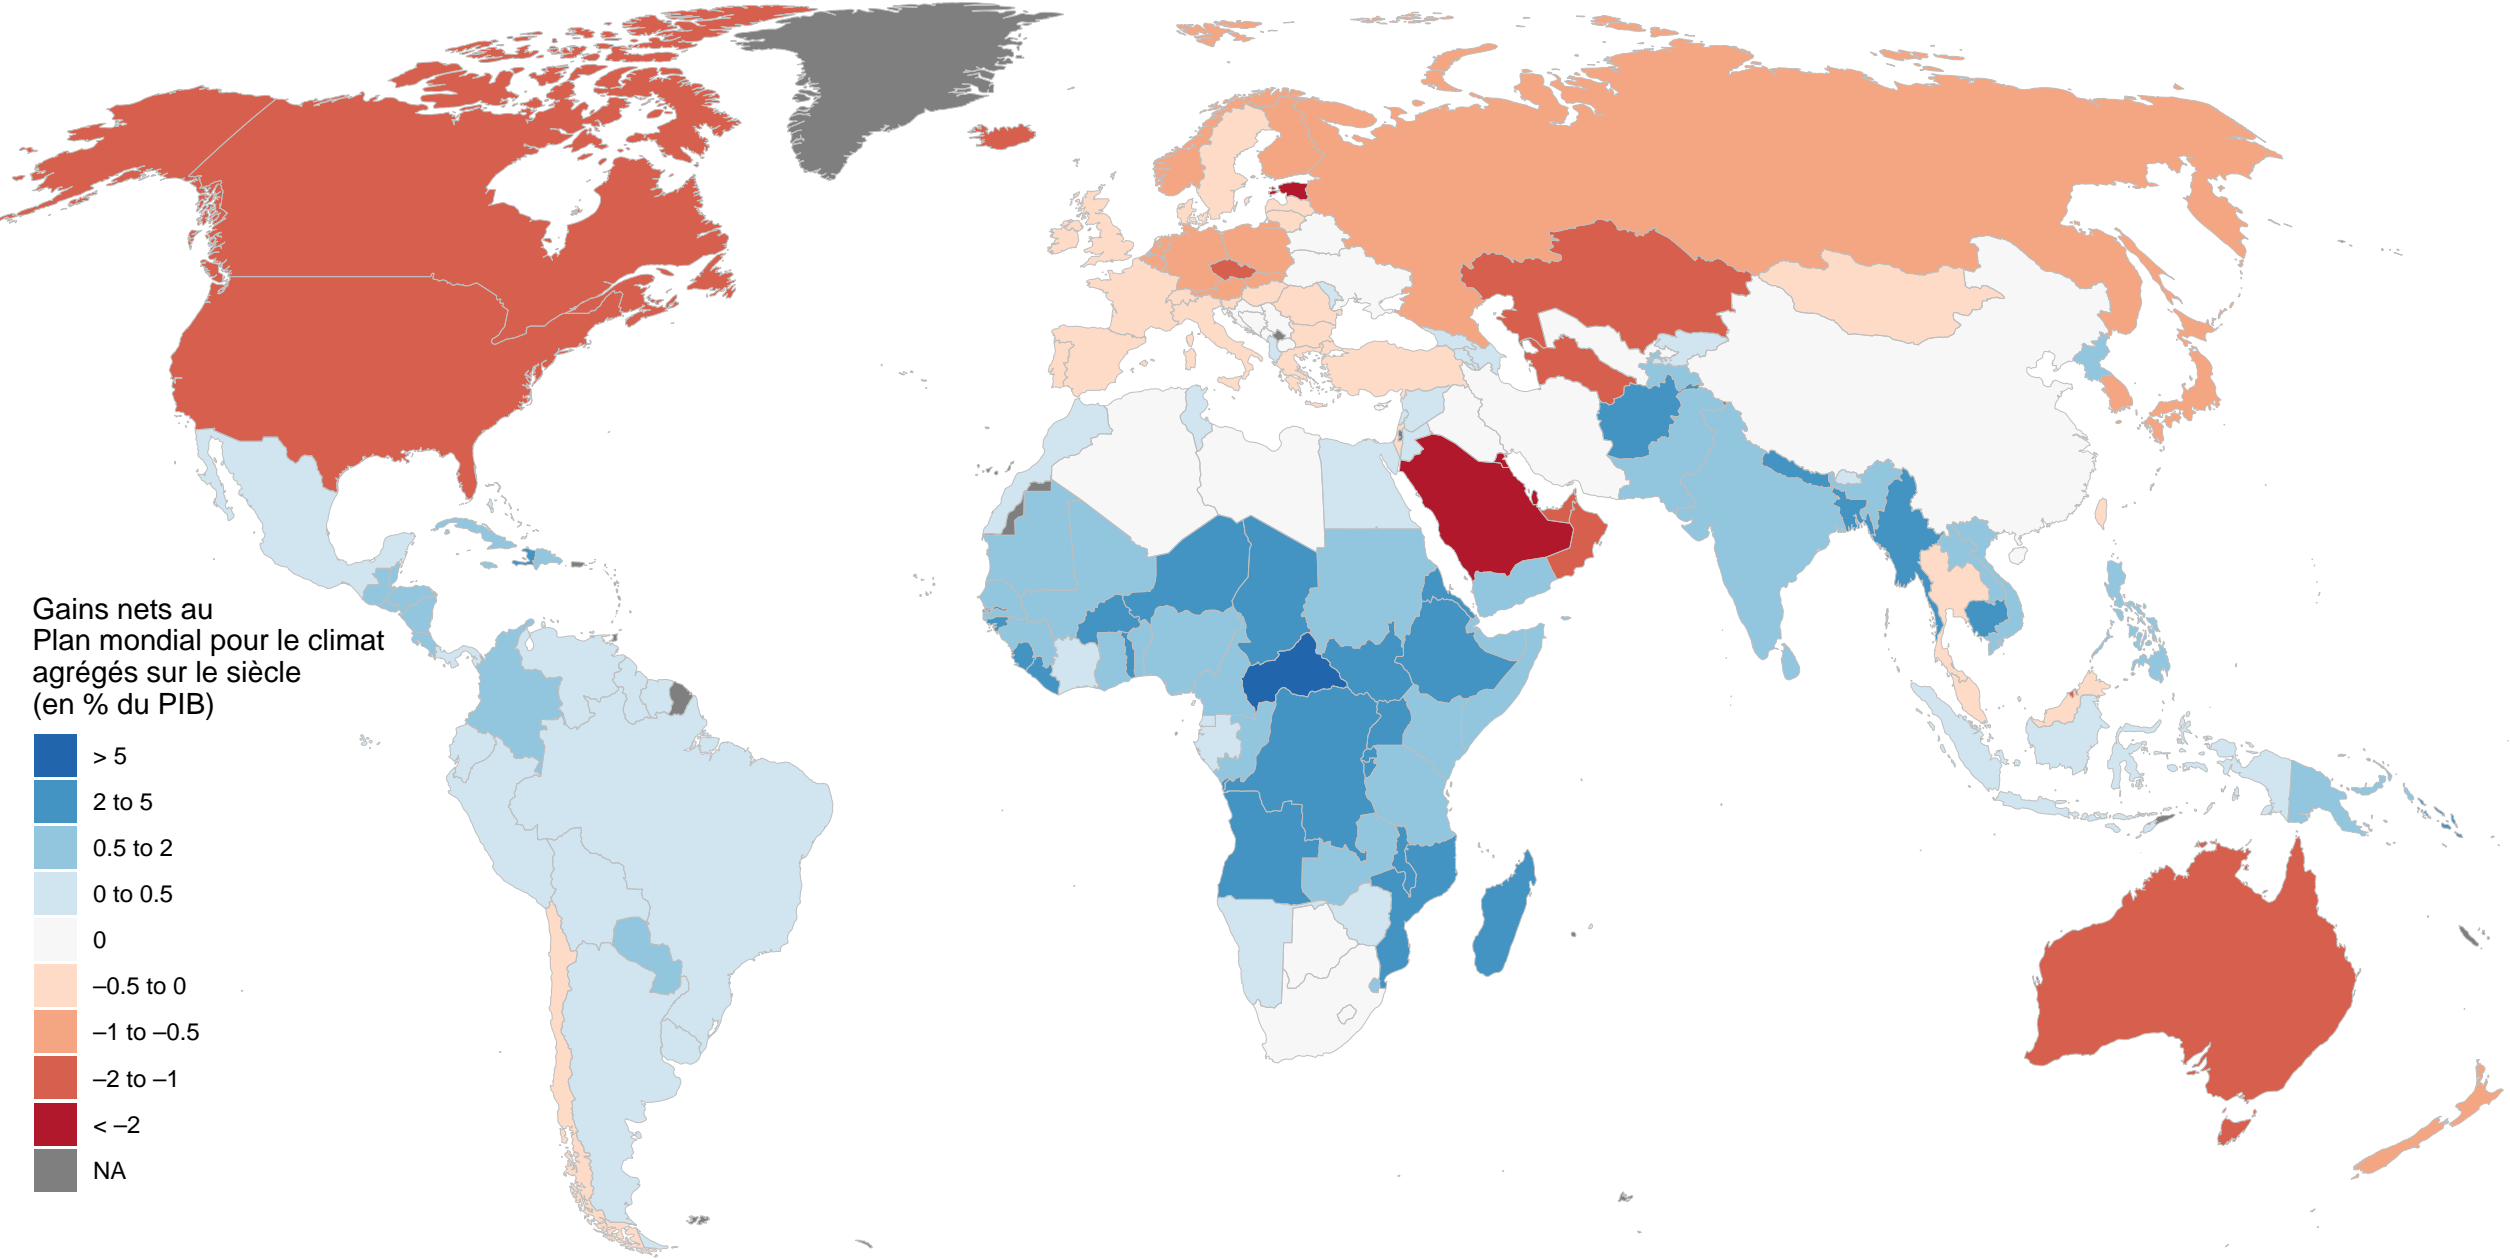 Gains nets au
Plan mondial pour le climat
agrégés sur le siècle
(en % du PIB)
> 5
2 to 5
0.5 to 2
0 to 0.5
0
–0.5 to 0
–1 to –0.5
–2 to –1
< –2
NA